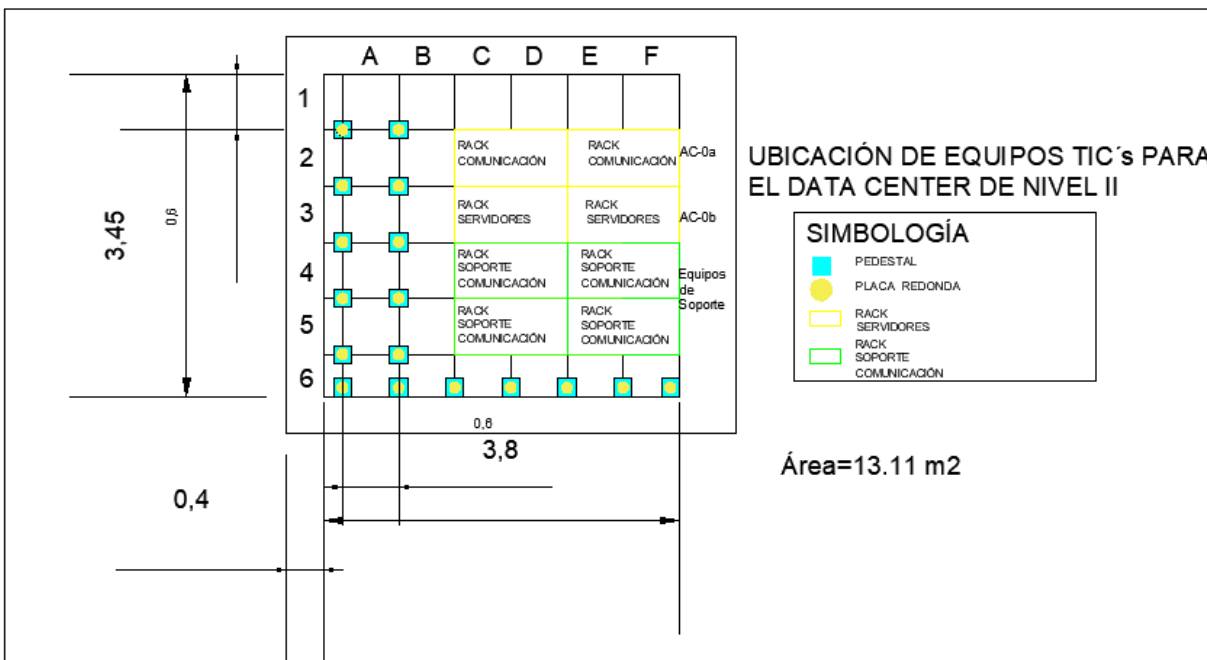 A B C D E F
1
2
3
4
5
6
RACK
COMUNICACIÓN
RACK
COMUNICACIÓN
AC-0a
RACK
SERVIDORES
RACK
SERVIDORES
AC-0b
RACK
SOPORTE
COMUNICACIÓN
RACK
SOPORTE
COMUNICACIÓN
Equipos
de
Soporte
RACK
SOPORTE
COMUNICACIÓN
RACK
SOPORTE
COMUNICACIÓN
3,45
0,6
0,6
3,8
0,4
UBICACIÓN DE EQUIPOS TIC´s PARA
EL DATA CENTER DE NIVEL II
SIMBOLOGÍA
PEDESTAL
PLACA REDONDA
RACK
SERVIDORES
RACK
SOPORTE
COMUNICACIÓN
Área=13.11 m2